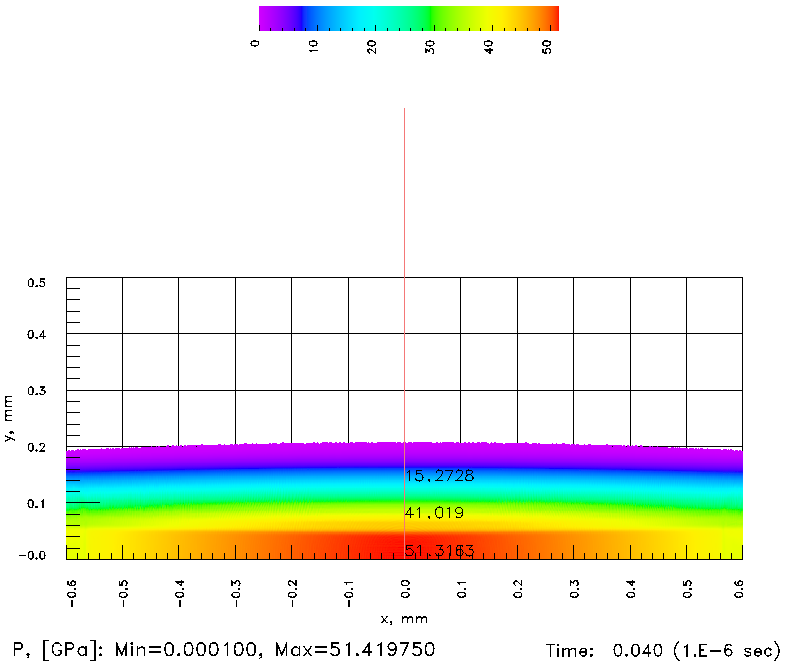 0 10 20 30 40 50
0.5
0.4
0.3
0.2
0.1
-0.0
y, mm
15.2728
41.019
51.3163
-0.6 -0.5 -0.4 -0.3 -0.2 -0.1 0.0 0.1 0.2 0.3 0.4 0.5 0.6
x, mm
P, [GPa]: Min=0.000100, Max=51.419750
Time: 0.040 (1.E-6 sec)